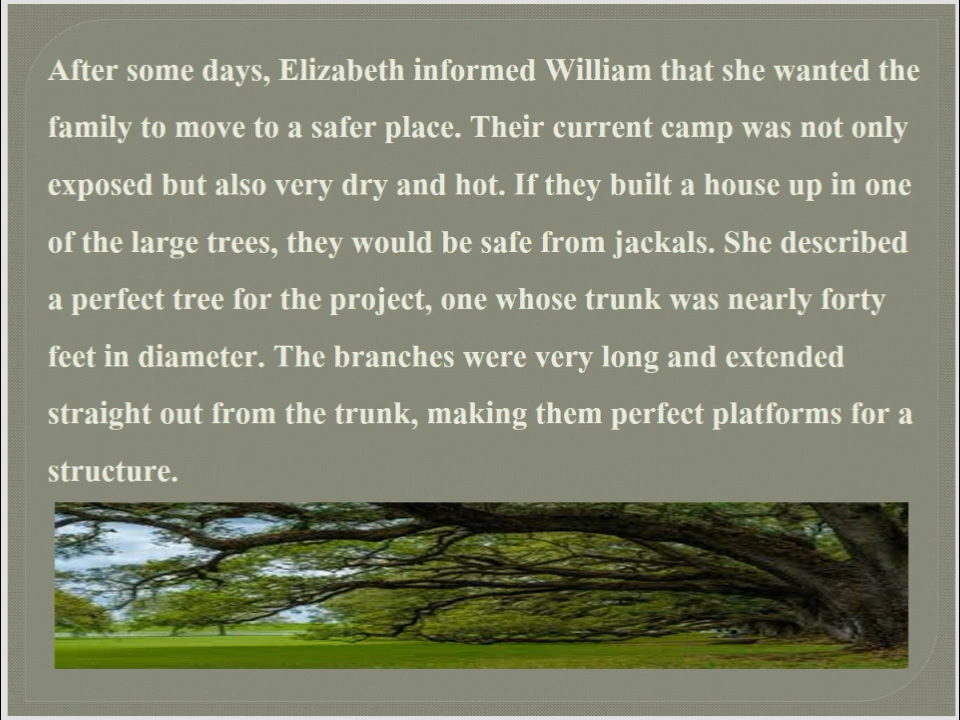 After some days, Elizabeth informed William that she wanted the
family to move to a safer place. Their current camp was not only
exposed but also very dry and hot. If they built a house up in one
of the large trees, they would be safe from jackals. She described
a perfect tree for the project, one whose trunk was nearly forty
feet in diameter. The branches were very long and extended
straight out from the trunk, making them perfect platforms for a
structure.